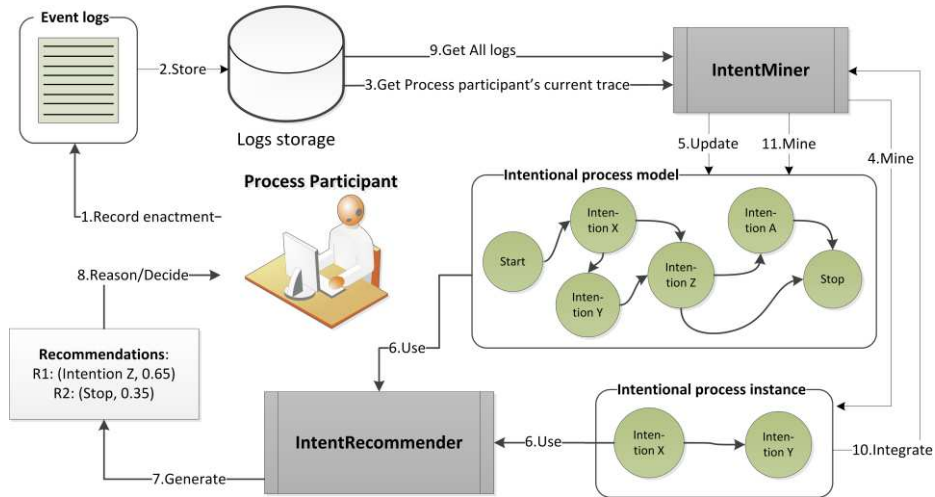 Event logs
2.Store
Logs storage
9.Get All logs
3.Get Process participant's current trace
IntentMiner
5.Update
11.Mine
4.Mine
1.Record enactment
Process Participant
8.Reason/Decide
Intentional process model
Start
Inten-
tion X
Inten-
tion Y
Inten-
tion Z
Inten-
tion A
Stop
6.Use
Recommendations:
R1: (Intention Z, 0.65)
R2: (Stop, 0.35)
7.Generate
IntentRecommender
6.Use
Intentional process instance
Inten-
tion X
Inten-
tion Y
10.Integrate